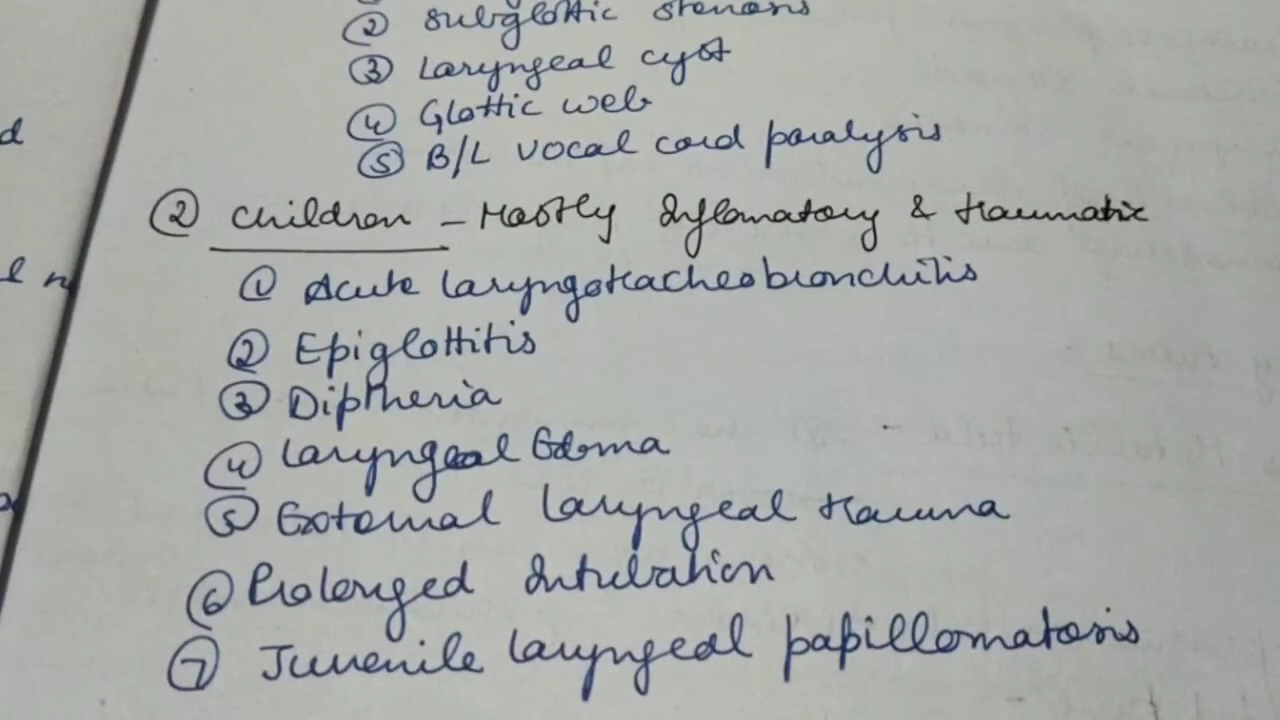 ② Subglottic stenosis
③ Laryngeal cyst
④ Glottic web
⑤ B/L vocal cord paralysis
② Children - Mostly Inflamatory & traumatic
① Acute laryngotracheobronchitis
② Epiglottitis
③ Diptheria
④ Laryngeal Edema
⑤ External laryngeal trauma
⑥ Prolonged Intubation
⑦ Juvenile laryngeal papillomatosis